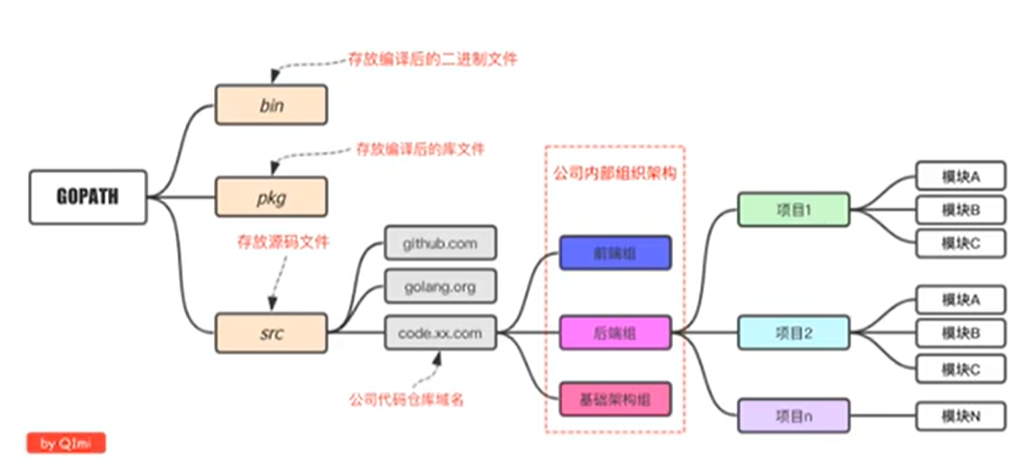 存放编译后的二进制文件
bin
存放编译后的库文件
GOPATH
pkg
存放源码文件
src
github.com
golang.org
code.xx.com
公司代码仓库域名
公司内部组织架构
前端组
后端组
基础架构组
项目1
模块A
模块B
模块C
项目2
模块A
模块B
模块C
项目n
模块N
by Q1mi